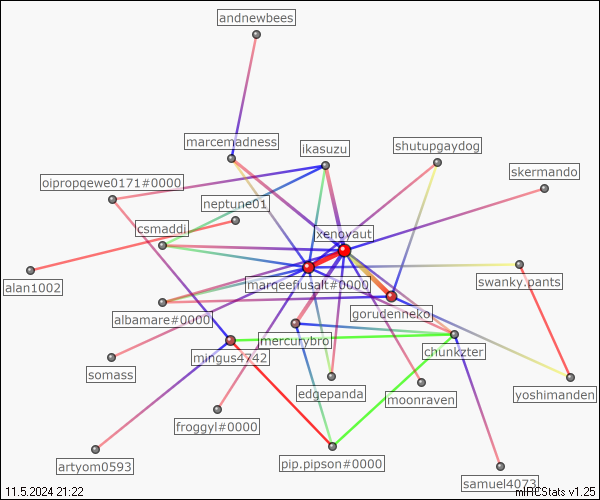 andnewbees
marcemadness
ikasuzu
shutupgaydog
oipropqewe0171#0000
skermando
neptune01
csmaddi
xenoyaut
alan1002
marqeefiusalt#0000
swanky.pants
albamare#0000
gorudenneko
mercurybro
mingus4742
chunkzter
somass
edgepanda
moonraven
yoshimanden
froggyl#0000
artyom0593
pip.pipson#0000
samuel4073
11.5.2024 21:22
mIRCStats v1.25